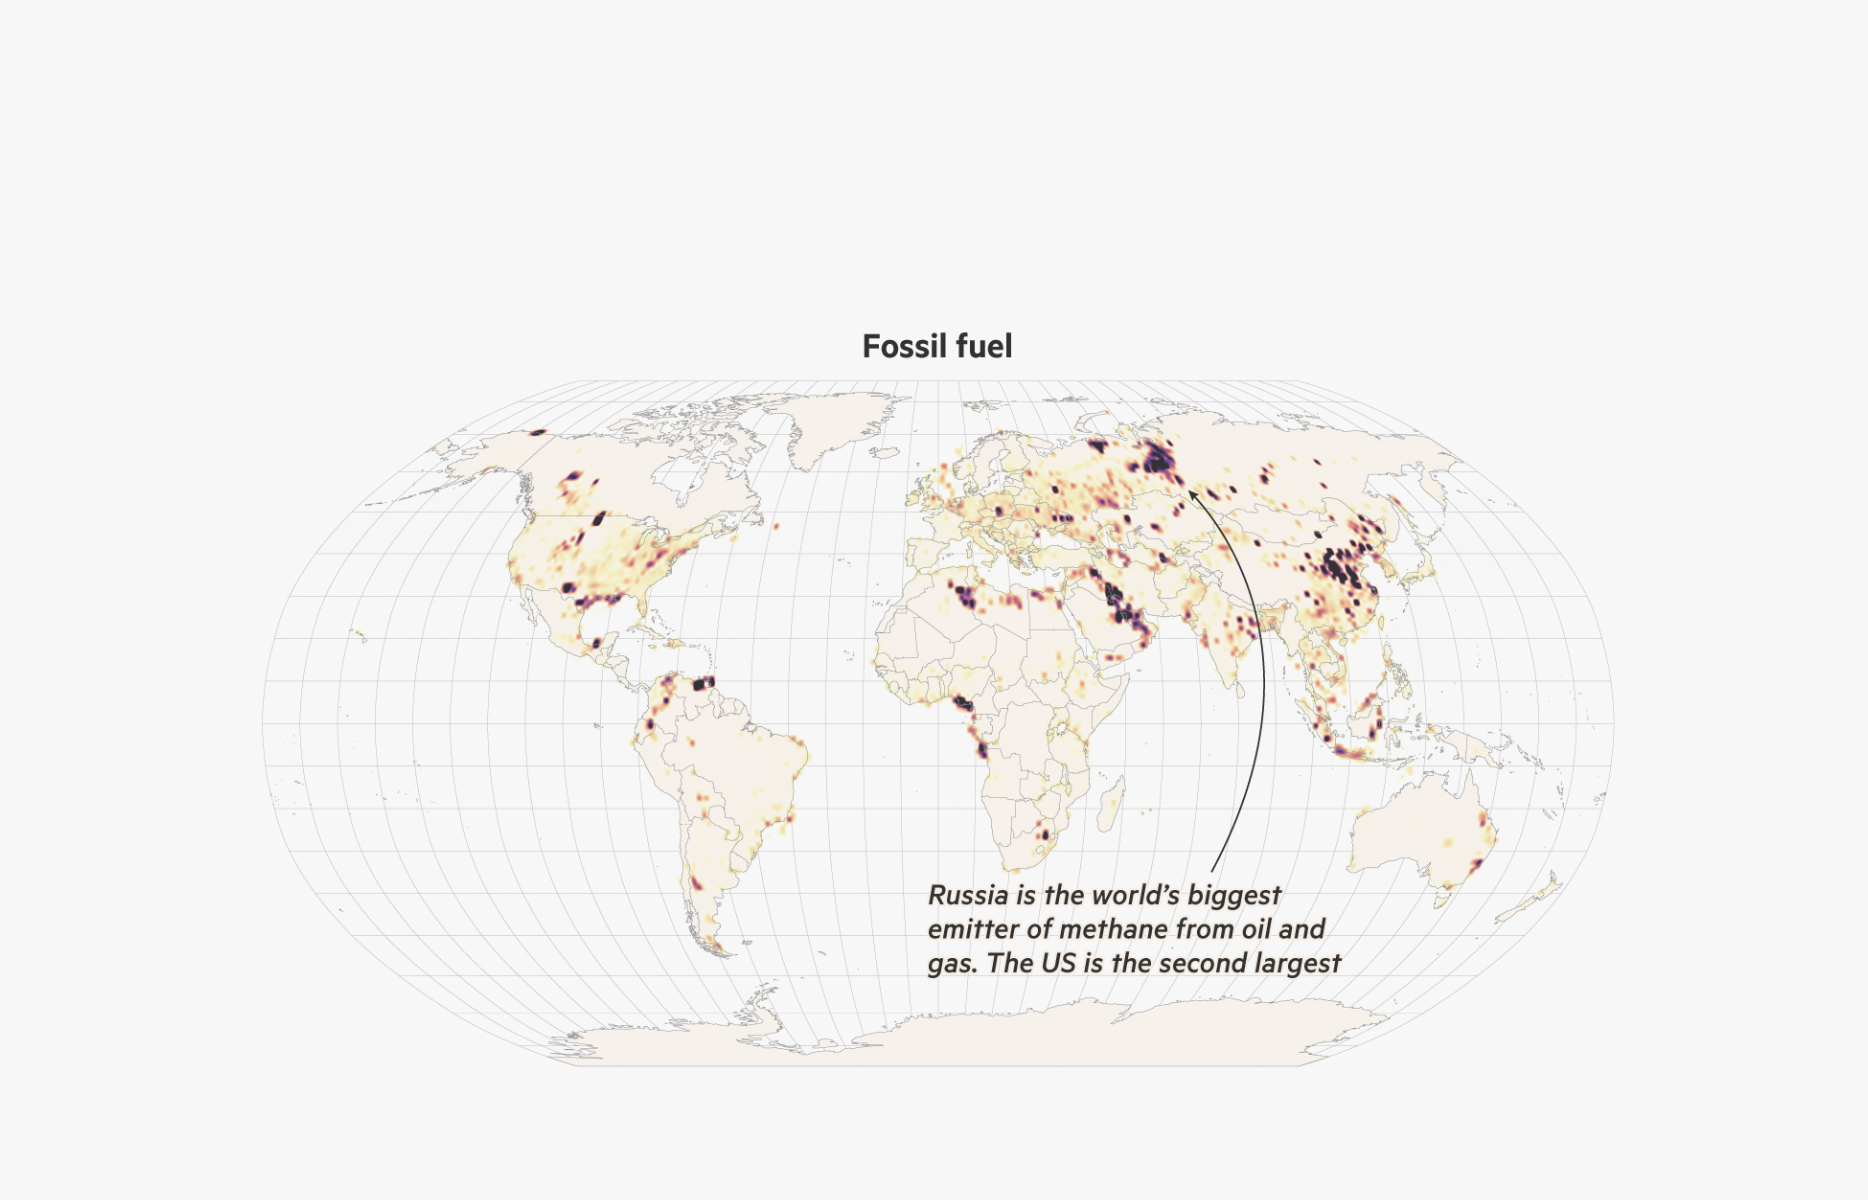 Fossil fuel
Russia is the world’s biggest
emitter of methane from oil and
gas. The US is the second largest